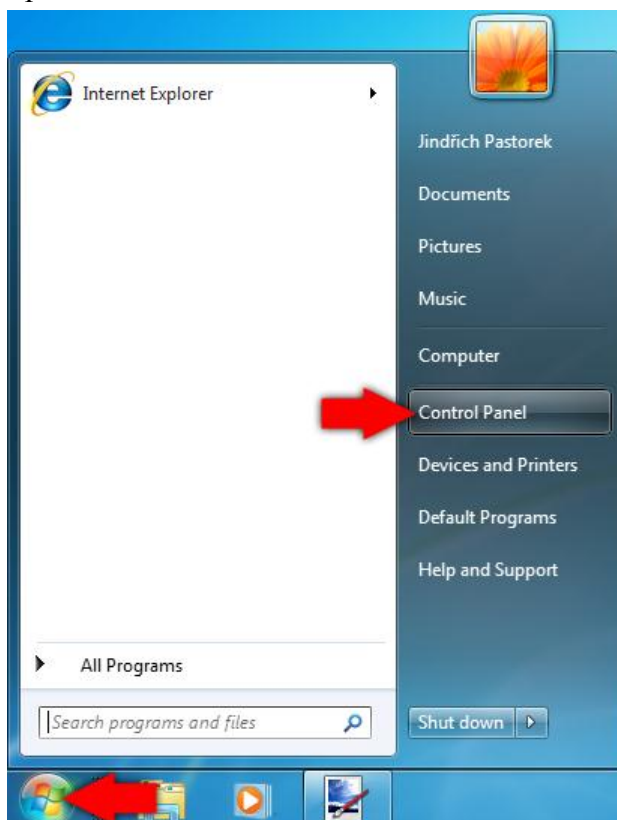 Internet Explorer
Jindřich Pastorek
Documents
Pictures
Music
Computer
Control Panel
Devices and Printers
Default Programs
Help and Support
All Programs
Search programs and files
Shut down